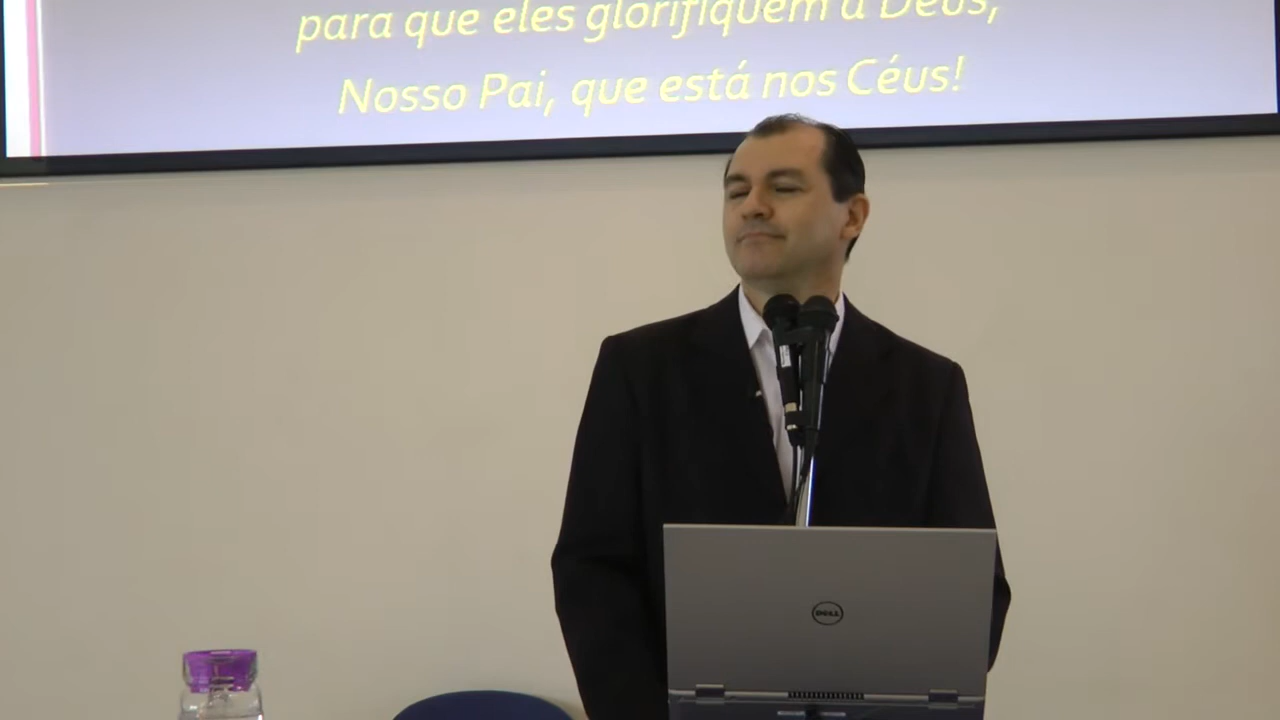 para que eles glorifiquem a Deus,
Nosso Pai, que está nos Céus!
DELL